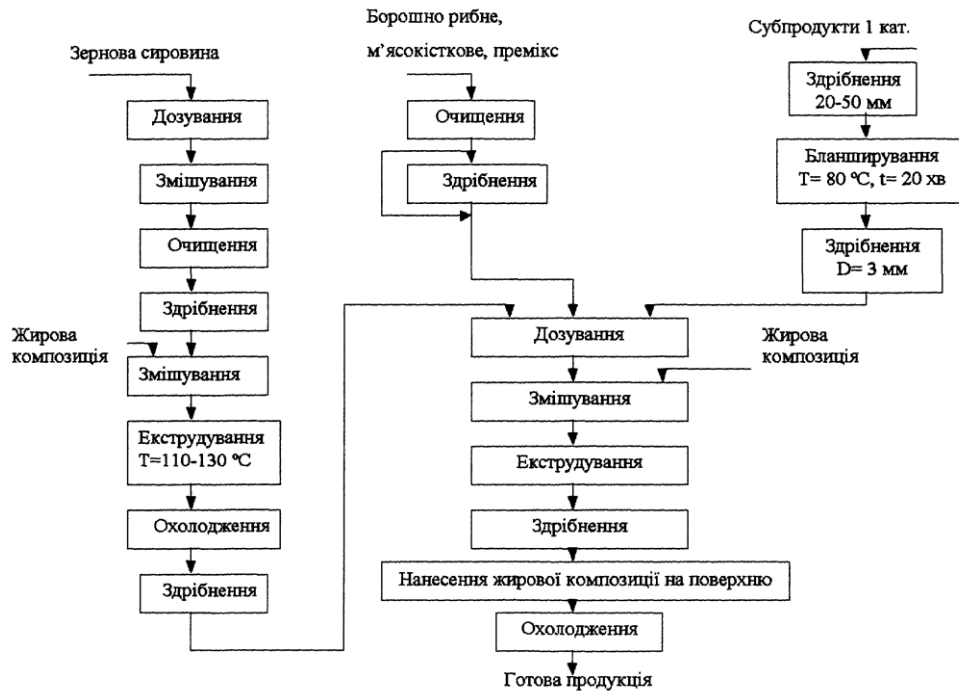 Зернова сировина
Дозування
Змішування
Очищення
Здрібнення
Жирова
композиція
Змішування
Екструдування
T=110-130 ºC
Охолодження
Здрібнення
Борошно рибне,
м’ясокісткове, премікс
Очищення
Здрібнення
Субпродукти 1 кат.
Здрібнення
20-50 мм
Бланширування
T= 80 ºC, t= 20 хв
Здрібнення
D= 3 мм
Дозування
Жирова
композиція
Змішування
Екструдування
Здрібнення
Нанесення жирової композиції на поверхню
Охолодження
Готова продукція